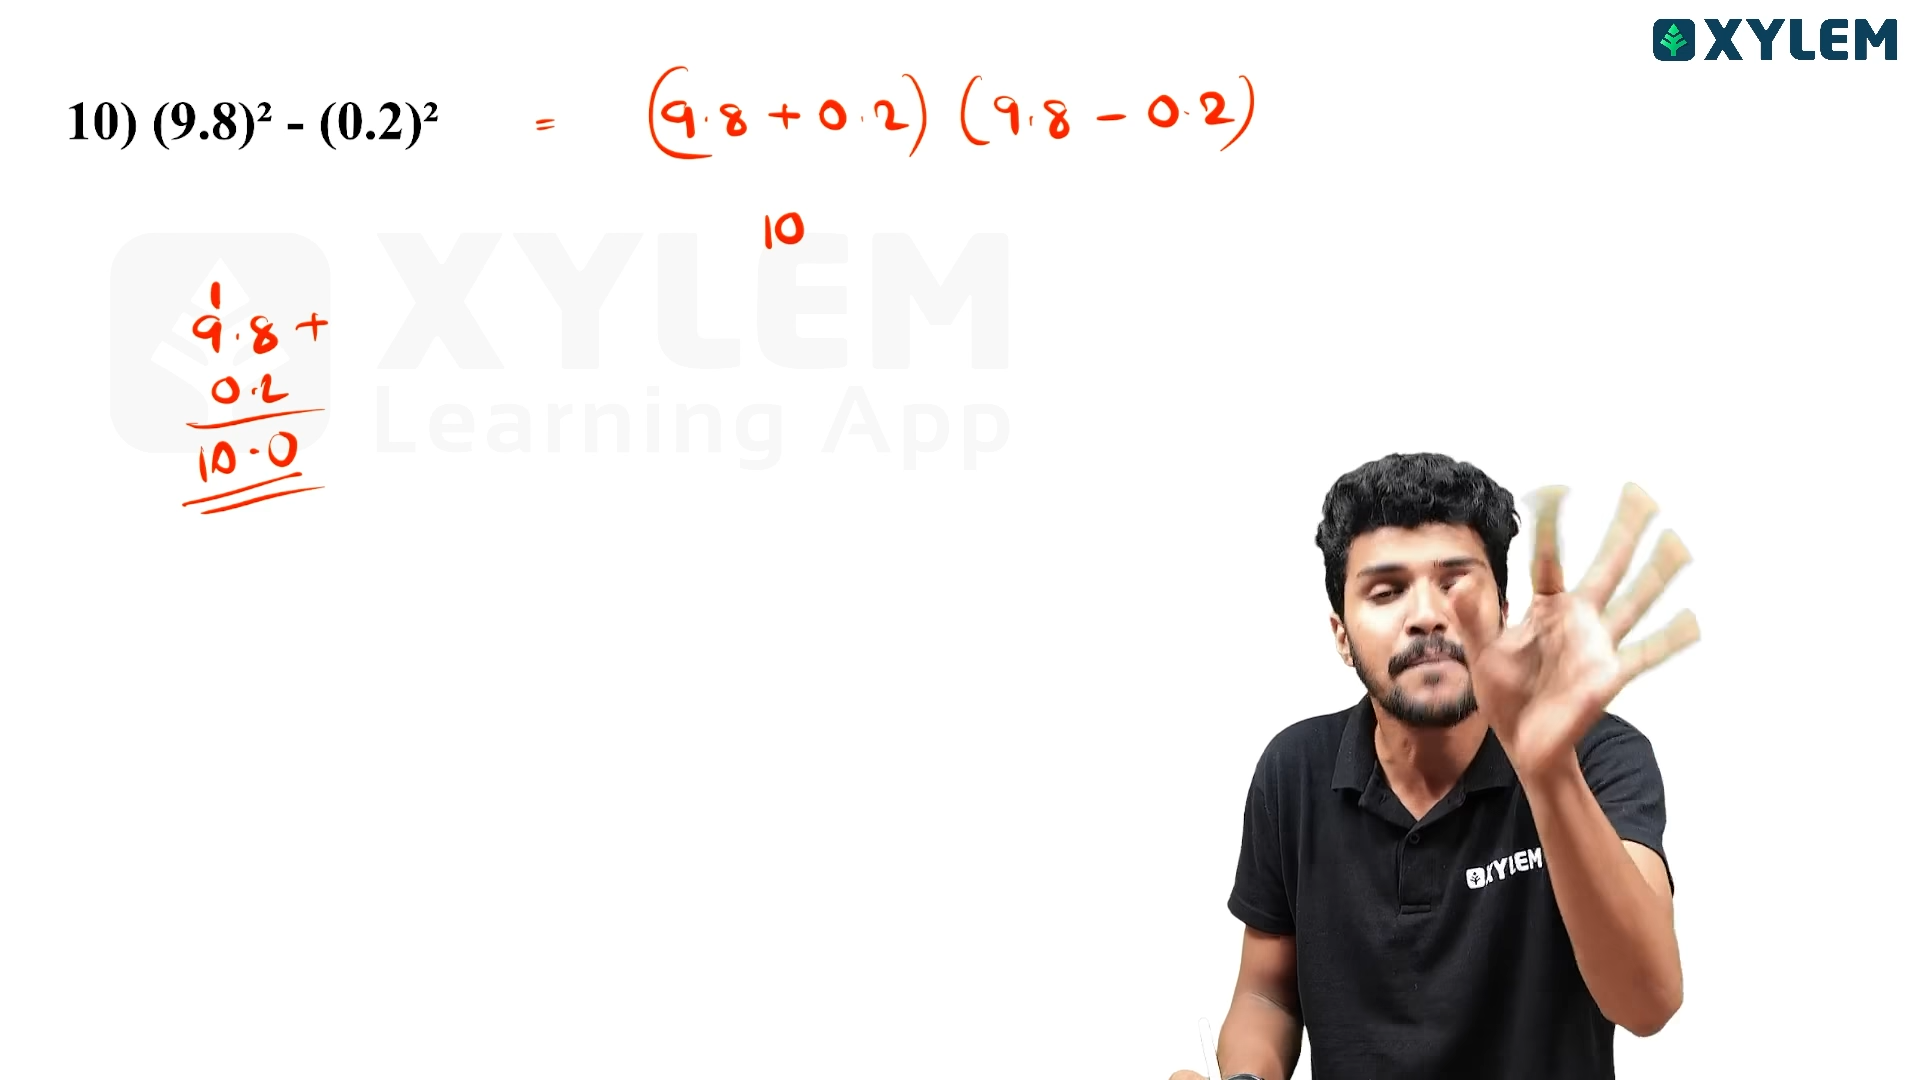 XYLEM
10) (9.8)² - (0.2)² = (9.8 + 0.2) (9.8 - 0.2)
10
1
9.8 +
0.2
10.0
XYLEM
Learning App
XYLEM